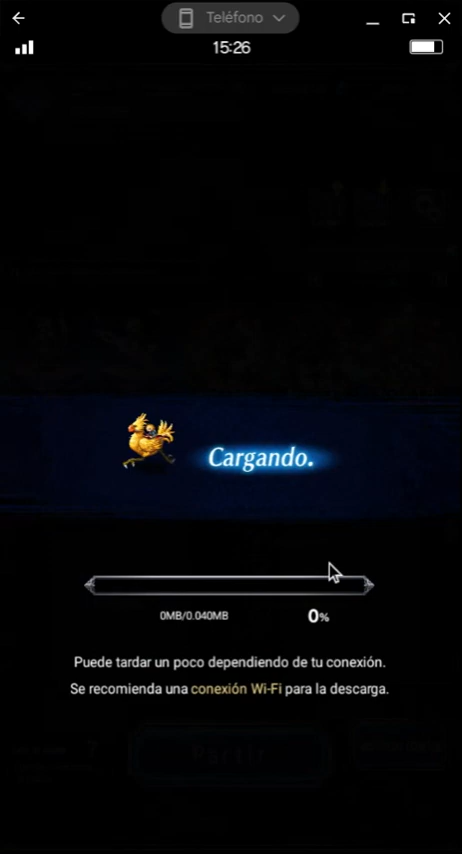 Teléfono
15:26
Cargando.
0MB/0.040MB 0%
Puede tardar un poco dependiendo de tu conexión.
Se recomienda una conexión Wi-Fi para la descarga.
Partir